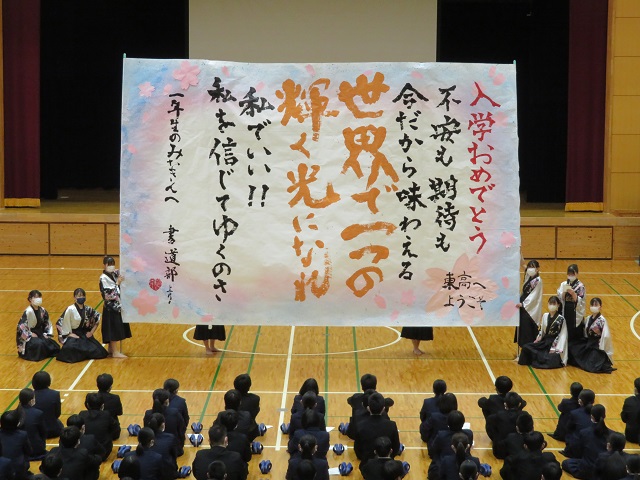 入学おめでとう
不安も期待も
今だから味わえる
世界で一つの
輝く光になれ
私でいい!!
私を信じてゆくのさ
一年生のみなさんへ
書道部より
東高へ
ようこそ